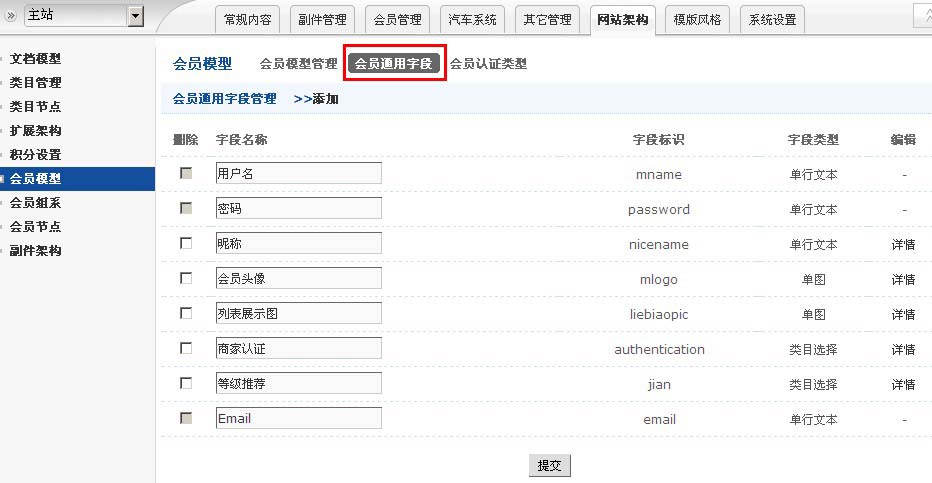 主站
常规内容 副件管理 会员管理 汽车系统 其它管理 网站架构 模版风格 系统设置
文档模型
类目管理
类目节点
扩展架构
积分设置
会员模型
会员组系
会员节点
副件架构
会员模型 会员模型管理 会员通用字段 会员认证类型
会员通用字段管理 >>添加
删除 字段名称 字段标识 字段类型 编辑
用户名 mname 单行文本 -
密码 password 单行文本 -
昵称 nicename 单行文本 详情
会员头像 mlogo 单图 详情
列表展示图 liebiaopic 单图 详情
商家认证 authentication 类目选择 详情
等级推荐 jian 类目选择 详情
Email email 单行文本 -
提交